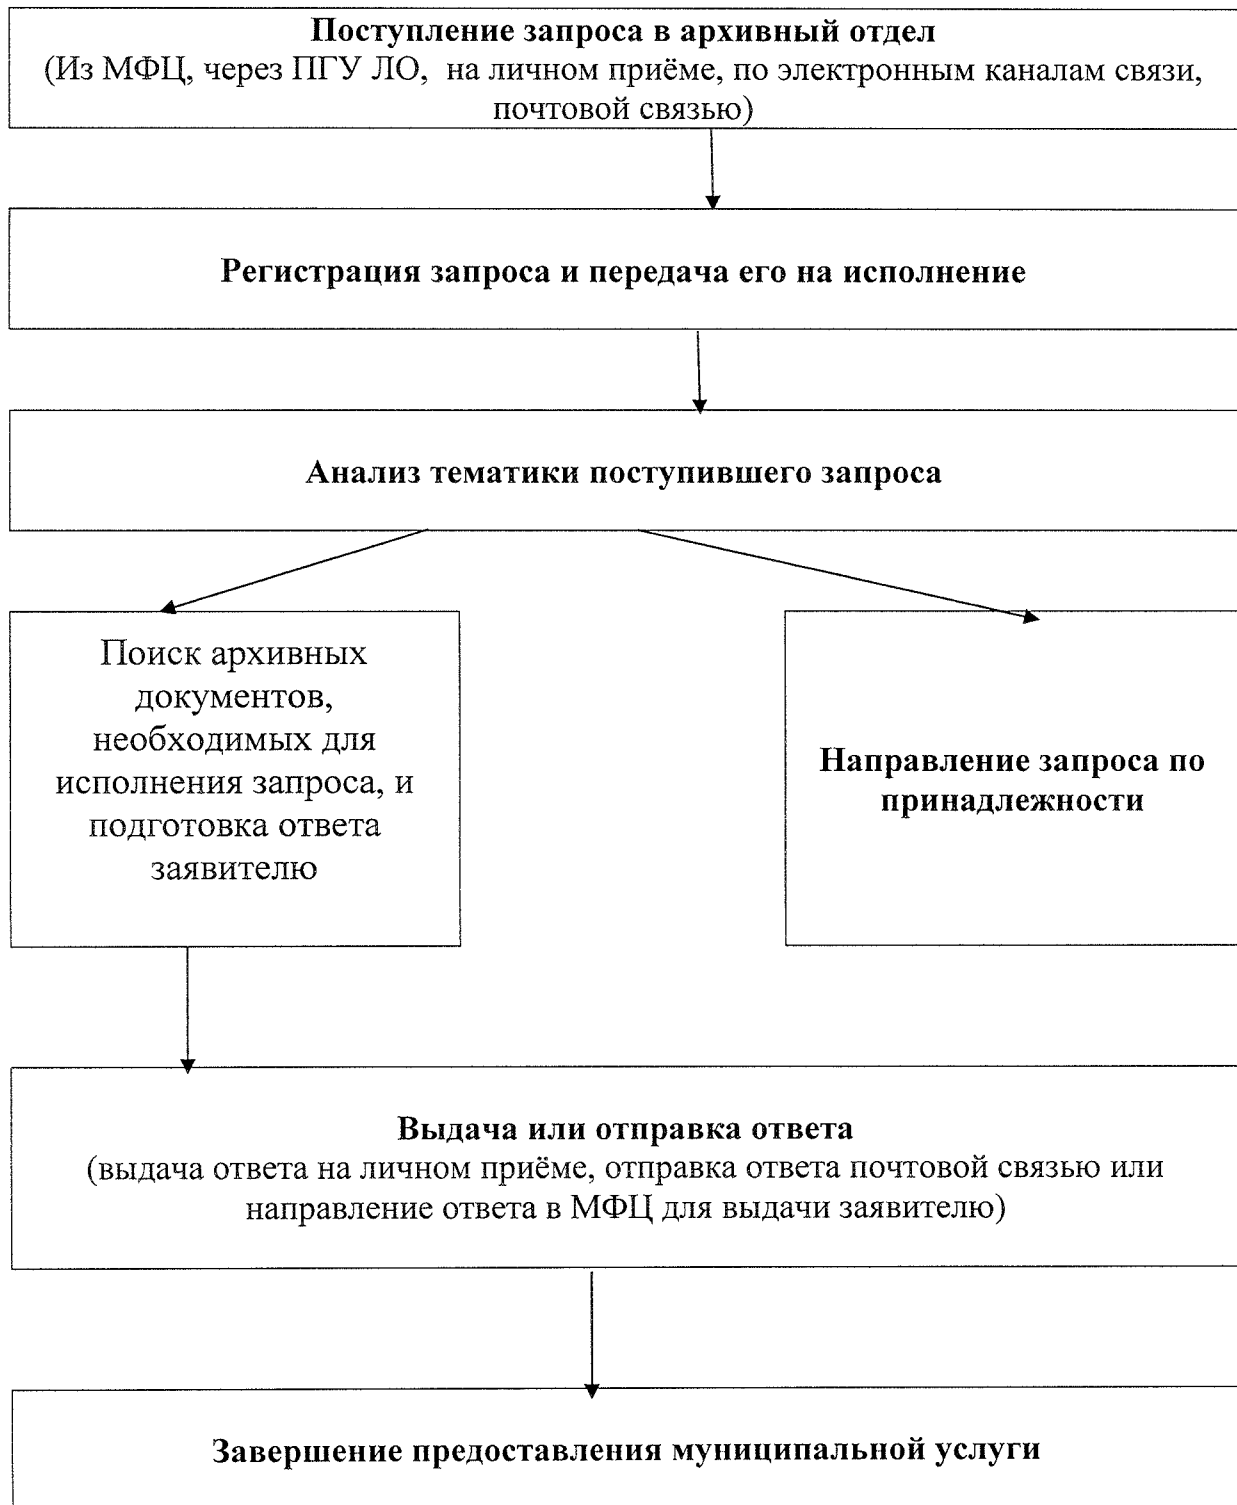 Поступление запроса в архивный отдел
(Из МФЦ, через ПГУ ЛО, на личном приёме, по электронным каналам связи,
почтовой связью)
Регистрация запроса и передача его на исполнение
Анализ тематики поступившего запроса
Поиск архивных
документов,
необходимых для
исполнения запроса, и
подготовка ответа
заявителю
Направление запроса по
принадлежности
Выдача или отправка ответа
(выдача ответа на личном приёме, отправка ответа почтовой связью или
направление ответа в МФЦ для выдачи заявителю)
Завершение предоставления муниципальной услуги